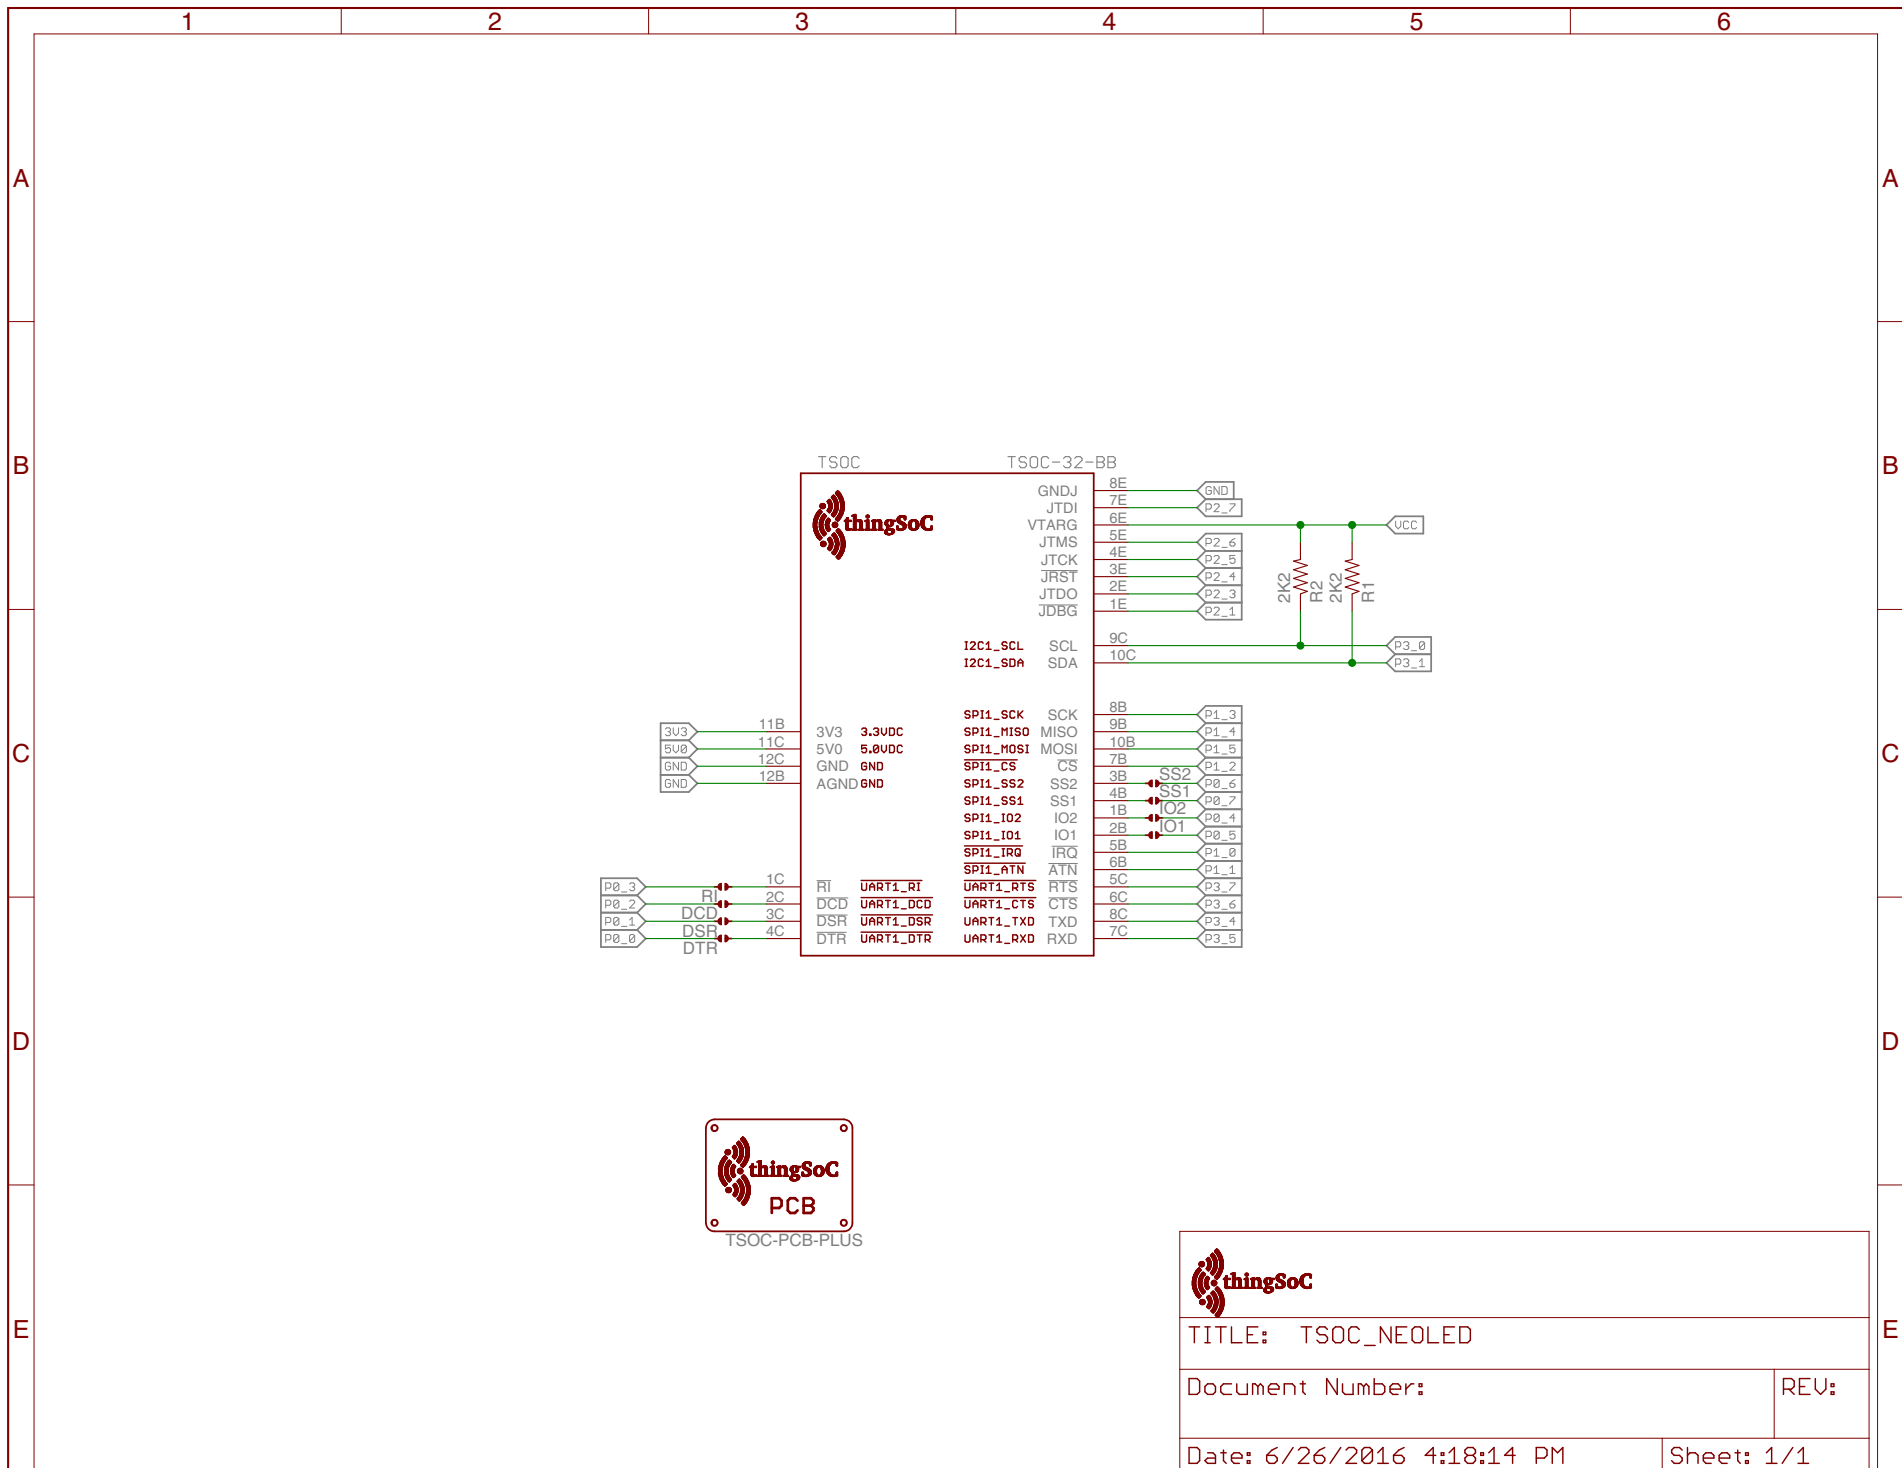 1 2 3 4 5 6
A A
B B
TSOC TSOC-32-BB
thingSoC
GNDJ 8E GND
JTDI 7E P2_7
VTARG 6E VCC
JTMS 5E P2_6
JTCK 4E P2_5
JRST 3E P2_4
JTDO 2E P2_3
JDBG 1E P2_1
2K2 R2 2K2 R1
I2C1_SCL SCL 9C P3_0
I2C1_SDA SDA 10C P3_1
C C
SPI1_SCK SCK 8B P1_3
3V3 11B 3V3 3.3VDC SPI1_MISO MISO 9B P1_4
5V0 11C 5V0 5.0VDC SPI1_MOSI MOSI 10B P1_5
GND 12C GND GND SPI1_CS CS 7B P1_2
GND 12B AGND GND SPI1_SS2 SS2 3B SS2 P0_6
SPI1_SS1 SS1 4B SS1 P0_7
SPI1_IO2 IO2 1B IO2 P0_4
SPI1_IO1 IO1 2B IO1 P0_5
SPI1_IRQ IRQ 5B P1_0
SPI1_ATN ATN 6B P1_1
P0_3 RI 1C RI UART1_RI UART1_RTS RTS 5C P3_7
P0_2 DCD 2C DCD UART1_DCD UART1_CTS CTS 6C P3_6
P0_1 DSR 3C DSR UART1_DSR UART1_TXD TXD 8C P3_4
P0_0 DTR 4C DTR UART1_DTR UART1_RXD RXD 7C P3_5
D D
thingSoC
PCB
TSOC-PCB-PLUS
E E
thingSoC
TITLE: TSOC_NEOLED
Document Number: REV:
Date: 6/26/2016 4:18:14 PM Sheet: 1/1